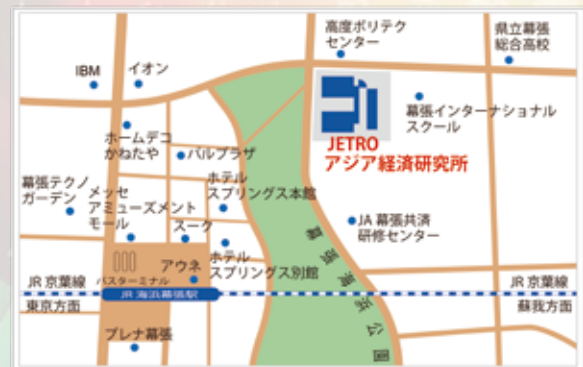 高度ポリテク
センター
県立幕張
総合高校
IBM
イオン
幕張インターナショナル
スクール
ホームデコ
かねたや
パルプラザ
JETRO
アジア経済研究所
幕張テクノ
ガーデン
メッセ
アミューズメント
モール
ホテル
スプリングス本館
スーク
JA 幕張共済
研修センター
幕張海浜公園
アウネ
ホテル
スプリングス別館
バスターミナル
JR 京葉線
東京方面
JR 海浜幕張駅
JR 京葉線
蘇我方面
プレナ幕張